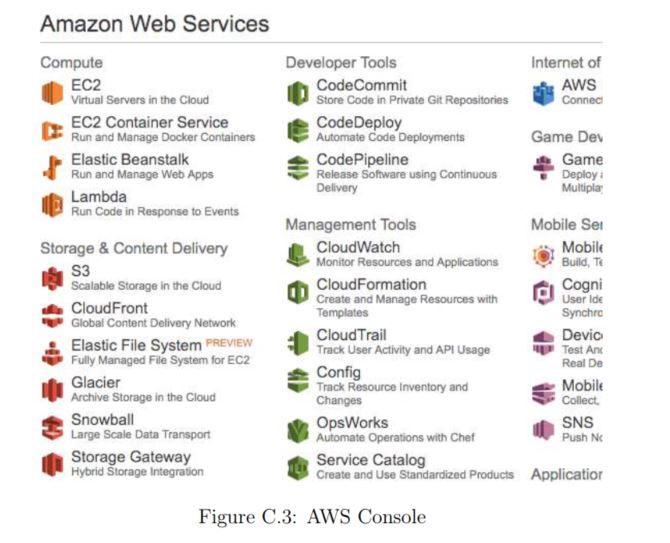 Amazon Web Services
Compute
EC2
Virtual Servers in the Cloud
EC2 Container Service
Run and Manage Docker Containers
Elastic Beanstalk
Run and Manage Web Apps
Lambda
Run Code in Response to Events
Storage & Content Delivery
S3
Scalable Storage in the Cloud
CloudFront
Global Content Delivery Network
Elastic File System PREVIEW
Fully Managed File System for EC2
Glacier
Archive Storage in the Cloud
Snowball
Large Scale Data Transport
Storage Gateway
Hybrid Storage Integration
Developer Tools
CodeCommit
Store Code in Private Git Repositories
CodeDeploy
Automate Code Deployments
CodePipeline
Release Software using Continuous
Delivery
Management Tools
CloudWatch
Monitor Resources and Applications
CloudFormation
Create and Manage Resources with
Templates
CloudTrail
Track User Activity and API Usage
Config
Track Resource Inventory and
Changes
OpsWorks
Automate Operations with Chef
Service Catalog
Create and Use Standardized Products
Internet of
AWS
Connec
Game Dev
Game
Deploy
Multipla
Mobile Ser
Mobile
Build, Te
Cogni
User Ide
Synchro
Devic
Test And
Real De
Mobile
Collect,
SNS
Push No
Application
Figure C.3: AWS Console